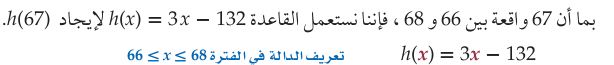 بما أن 67 واقعة بين 66 و 68 ، فإننا نستعمل القاعدة h(x) = 3x − 132 لإيجاد h(67).
h(x) = 3x − 132 تعريف الدالة في الفترة 66 ≤ x ≤ 68